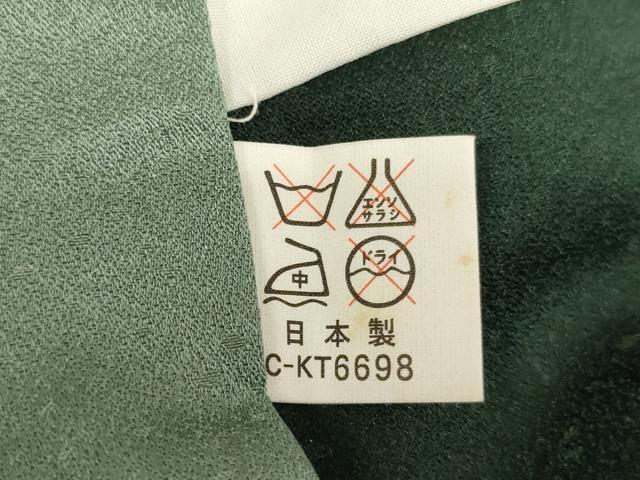 エンソ
サラシ
中
ドライ
日本製
C-KT6698